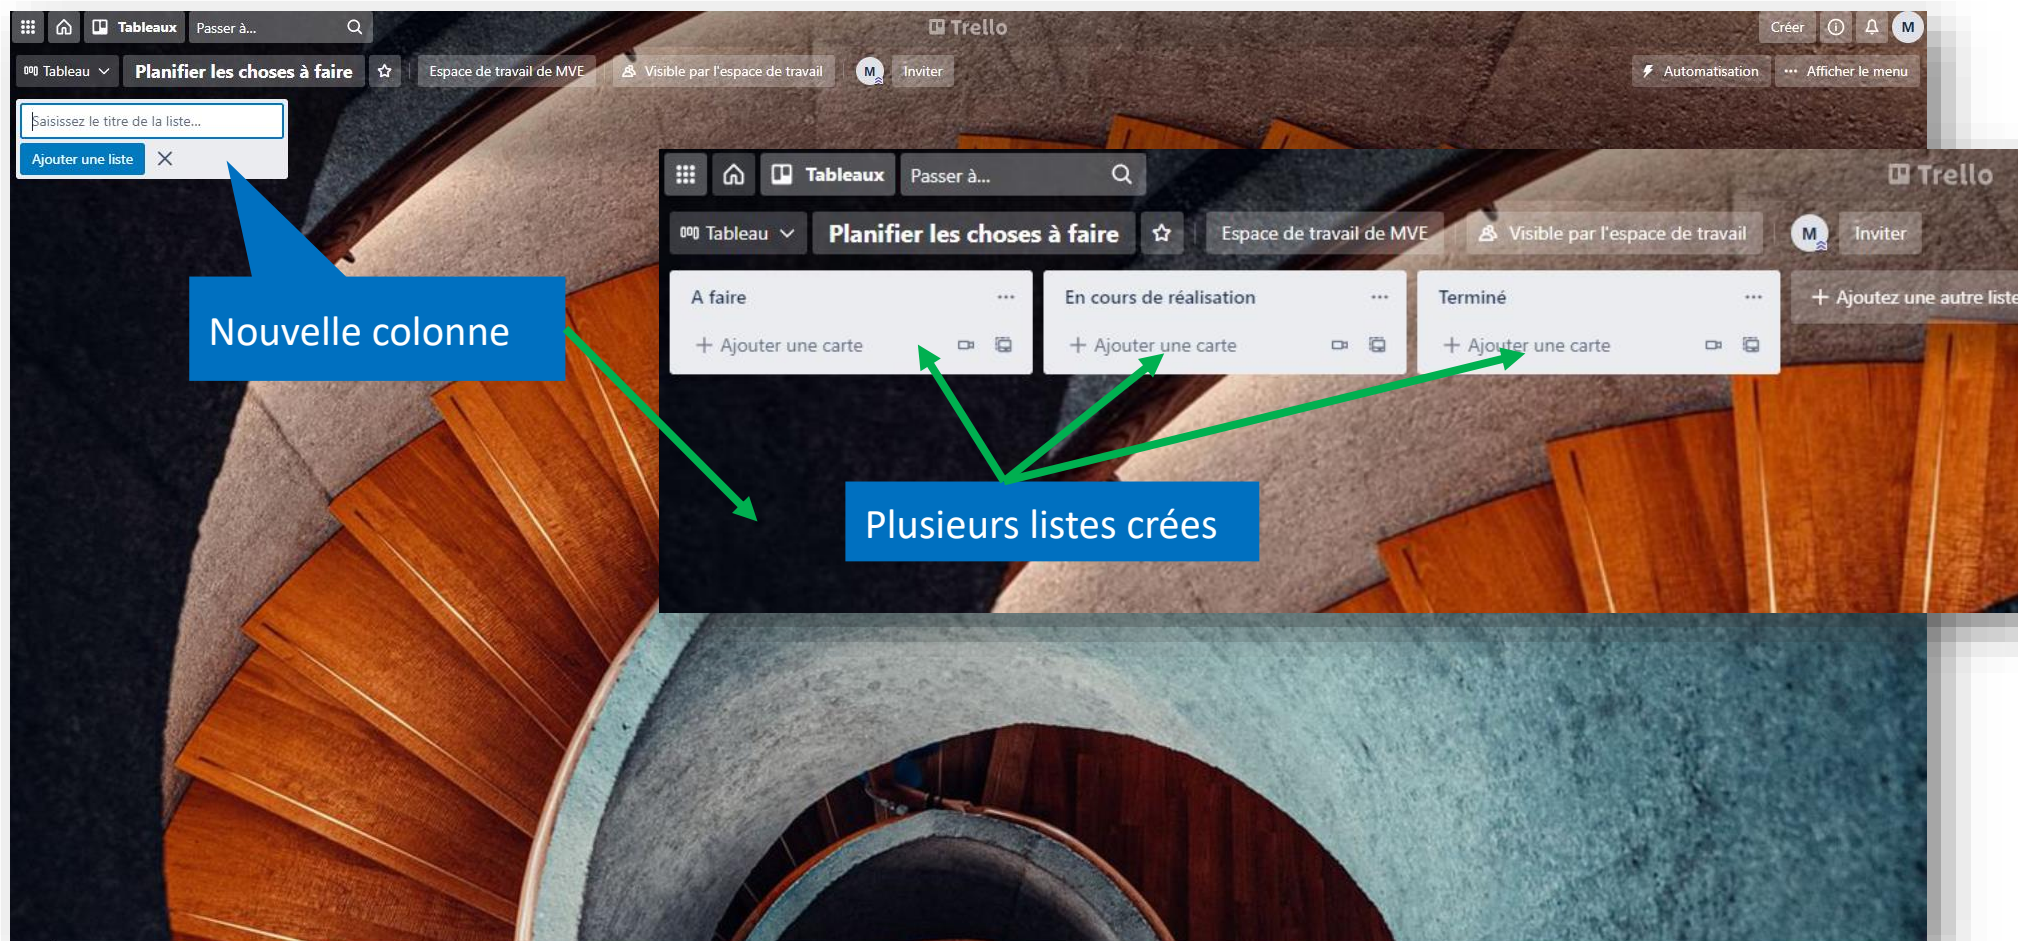 Tableaux Passer à... Trello Créer M
Tableau Planifier les choses à faire Espace de travail de MVE Visible par l'espace de travail M Inviter Automatisation ··· Afficher le menu
Saisissez le titre de la liste...
Ajouter une liste
Nouvelle colonne
Tableaux Passer à... Trello
Tableau Planifier les choses à faire Espace de travail de MVE Visible par l'espace de travail M Inviter
A faire ··· En cours de réalisation ··· Terminé ··· + Ajoutez une autre liste
+ Ajouter une carte + Ajouter une carte + Ajouter une carte
Plusieurs listes crées